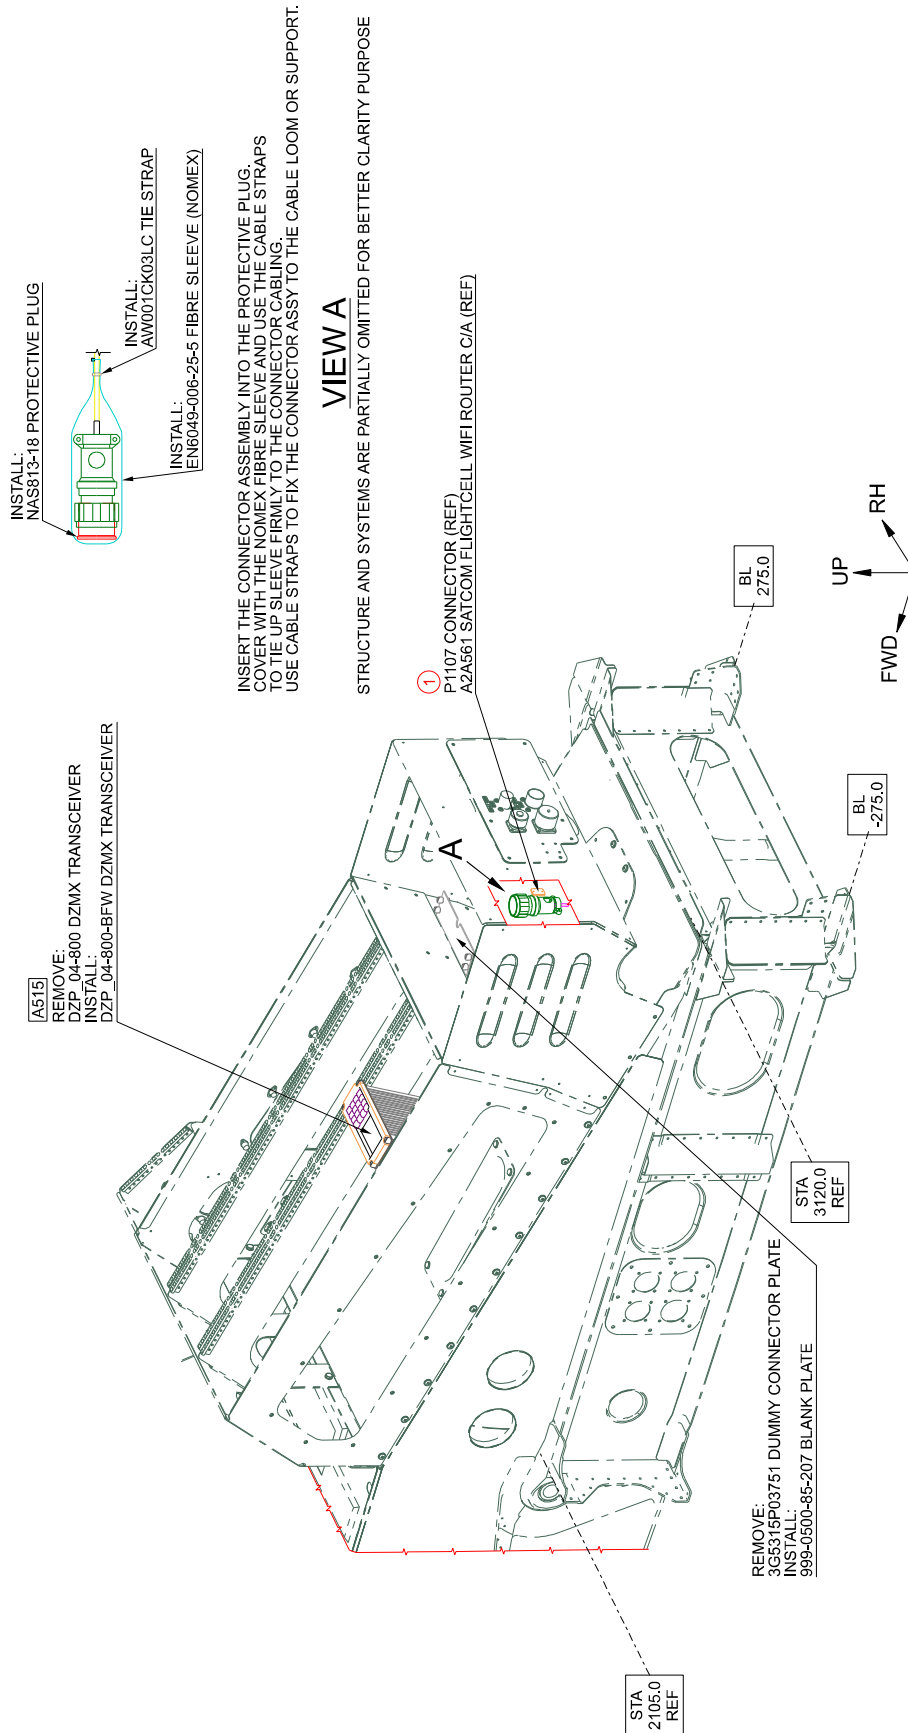 INSTALL:
NAS813-18 PROTECTIVE PLUG
INSTALL:
AW001CK03LC TIE STRAP
INSTALL:
EN6049-006-25-5 FIBRE SLEEVE (NOMEX)
INSERT THE CONNECTOR ASSEMBLY INTO THE PROTECTIVE PLUG.
COVER WITH THE NOMEX FIBRE SLEEVE AND USE THE CABLE STRAPS
TO TIE UP SLEEVE FIRMLY TO THE CONNECTOR CABLING.
USE CABLE STRAPS TO FIX THE CONNECTOR ASSY TO THE CABLE LOOM OR SUPPORT.
VIEW A
STRUCTURE AND SYSTEMS ARE PARTIALLY OMITTED FOR BETTER CLARITY PURPOSE
A515
REMOVE:
DZP_04-800 DZMX TRANSCEIVER
INSTALL:
DZP_04-800-BFW DZMX TRANSCEIVER
1
P1107 CONNECTOR (REF)
A2A561 SATCOM FLIGHTCELL WIFI ROUTER C/A (REF)
A
BL
275.0
BL
-275.0
UP
RH
FWD
STA
3120.0
REF
REMOVE:
3G5315P03751 DUMMY CONNECTOR PLATE
INSTALL:
999-0500-85-207 BLANK PLATE
STA
2105.0
REF